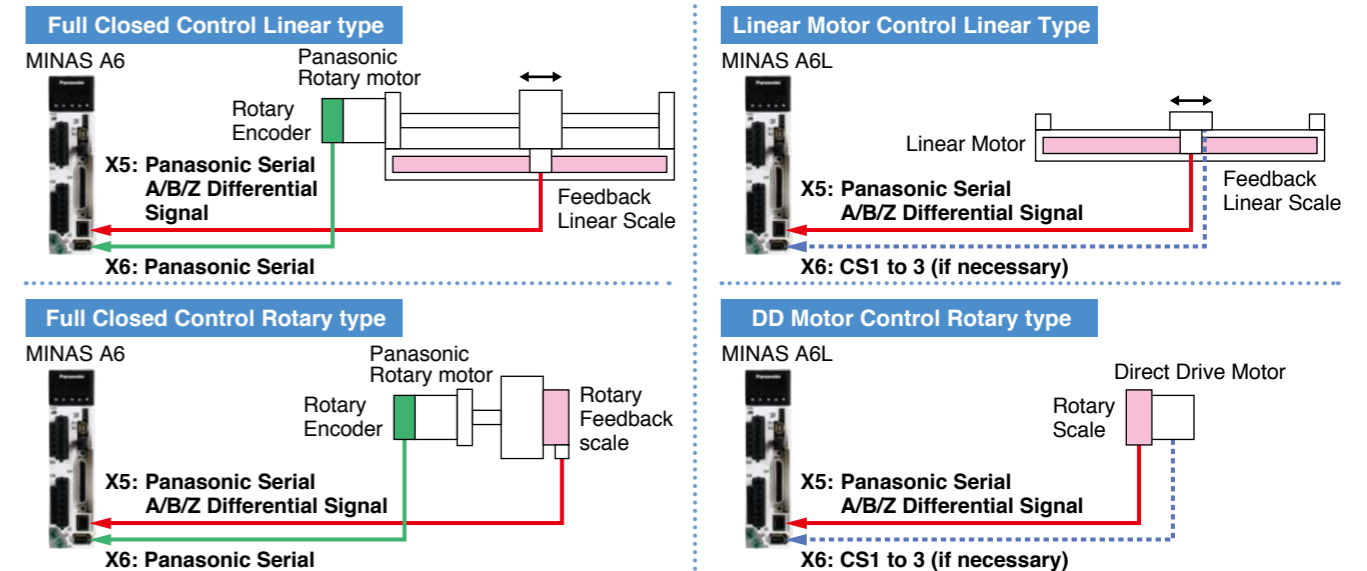 Full Closed Control Linear type
MINAS A6
Panasonic
Rotary motor
Rotary
Encoder
X5: Panasonic Serial
A/B/Z Differential
Signal
Feedback
Linear Scale
X6: Panasonic Serial
Linear Motor Control Linear Type
MINAS A6L
Linear Motor
X5: Panasonic Serial
A/B/Z Differential Signal
Feedback
Linear Scale
X6: CS1 to 3 (if necessary)
Full Closed Control Rotary type
MINAS A6
Panasonic
Rotary motor
Rotary
Encoder
Rotary
Feedback
scale
X5: Panasonic Serial
A/B/Z Differential Signal
X6: Panasonic Serial
DD Motor Control Rotary type
MINAS A6L
Direct Drive Motor
Rotary
Scale
X5: Panasonic Serial
A/B/Z Differential Signal
X6: CS1 to 3 (if necessary)